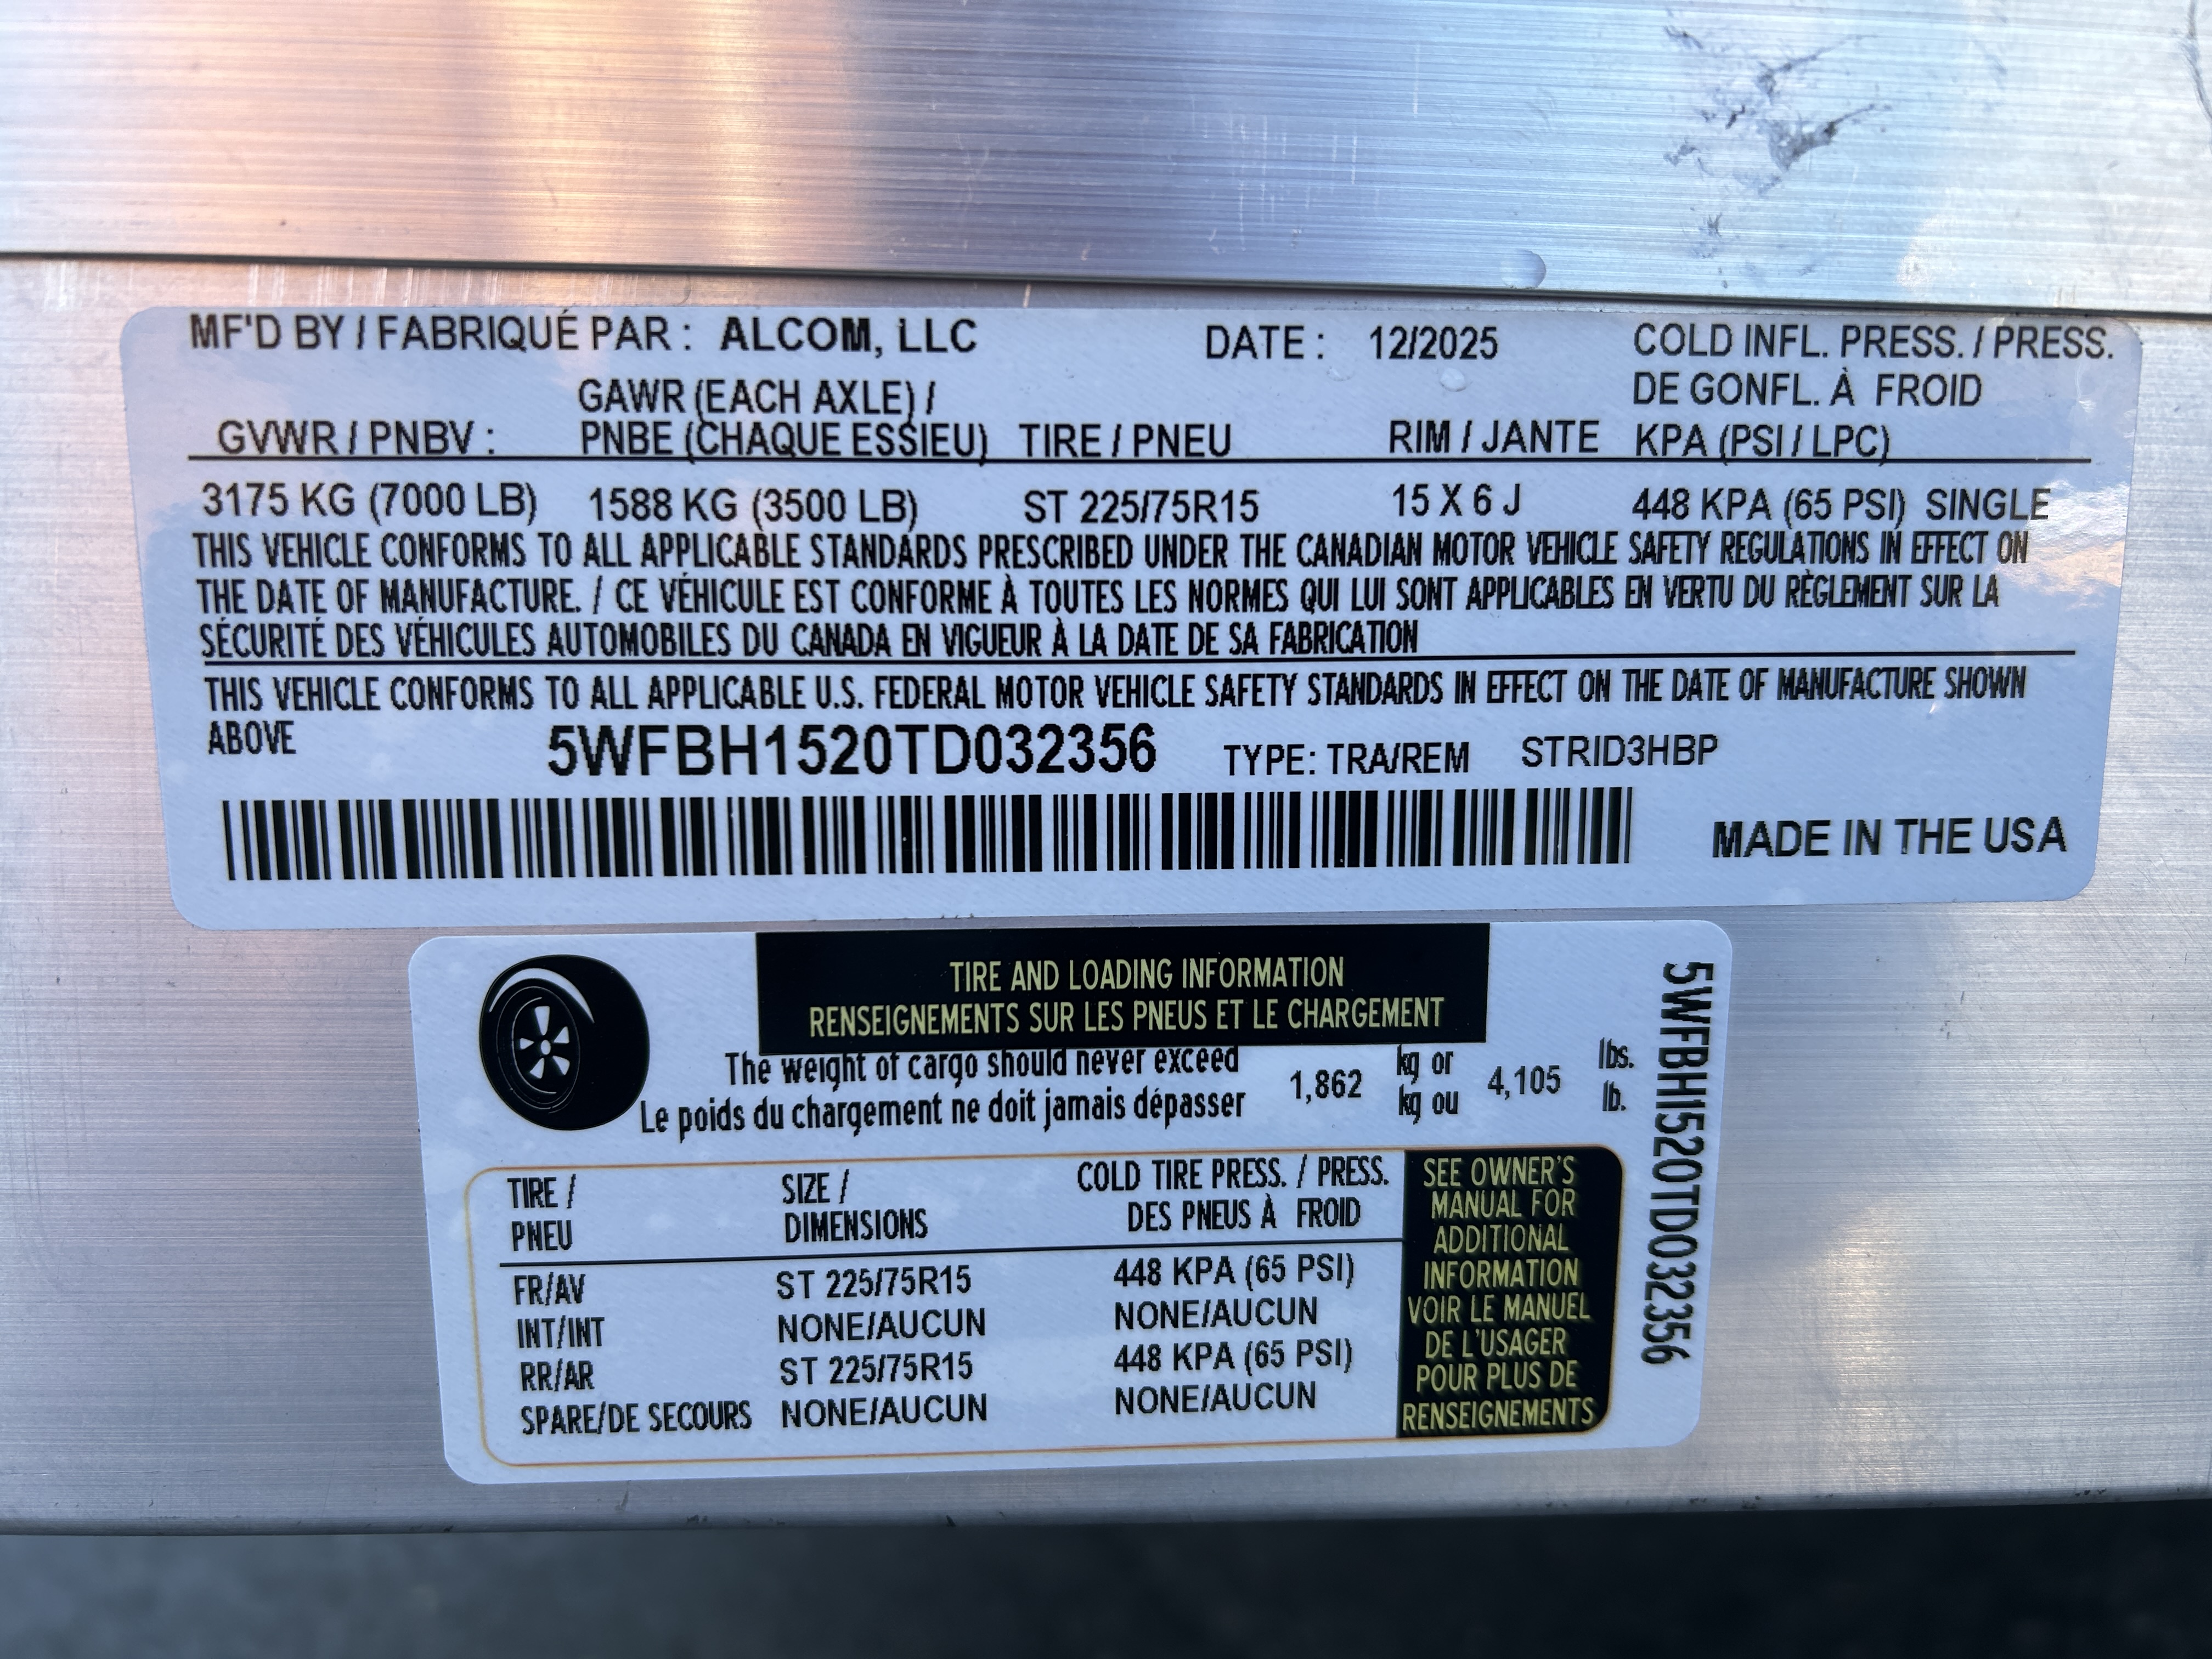 MF'D BY / FABRIQUÉ PAR : ALCOM, LLC DATE : 12/2025 COLD INFL. PRESS. / PRESS.
GAWR (EACH AXLE) / DE GONFL. À FROID
GVWR / PNBV : PNBE (CHAQUE ESSIEU) TIRE / PNEU RIM / JANTE KPA (PSI / LPC)
3175 KG (7000 LB) 1588 KG (3500 LB) ST 225/75R15 15 X 6 J 448 KPA (65 PSI) SINGLE
THIS VEHICLE CONFORMS TO ALL APPLICABLE STANDARDS PRESCRIBED UNDER THE CANADIAN MOTOR VEHICLE SAFETY REGULATIONS IN EFFECT ON
THE DATE OF MANUFACTURE. / CE VÉHICULE EST CONFORME À TOUTES LES NORMES QUI LUI SONT APPLICABLES EN VERTU DU RÈGLEMENT SUR LA
SÉCURITÉ DES VÉHICULES AUTOMOBILES DU CANADA EN VIGUEUR À LA DATE DE SA FABRICATION
THIS VEHICLE CONFORMS TO ALL APPLICABLE U.S. FEDERAL MOTOR VEHICLE SAFETY STANDARDS IN EFFECT ON THE DATE OF MANUFACTURE SHOWN
ABOVE 5WFBH1520TD032356 TYPE: TRA/REM STRID3HBP
MADE IN THE USA
TIRE AND LOADING INFORMATION
RENSEIGNEMENTS SUR LES PNEUS ET LE CHARGEMENT
The weight of cargo should never exceed 1,862 kg or 4,105 lbs.
Le poids du chargement ne doit jamais dépasser kg ou lb.
TIRE / SIZE / COLD TIRE PRESS. / PRESS.
PNEU DIMENSIONS DES PNEUS À FROID
FR/AV ST 225/75R15 448 KPA (65 PSI)
INT/INT NONE/AUCUN NONE/AUCUN
RR/AR ST 225/75R15 448 KPA (65 PSI)
SPARE/DE SECOURS NONE/AUCUN NONE/AUCUN
SEE OWNER'S
MANUAL FOR
ADDITIONAL
INFORMATION
VOIR LE MANUEL
DE L'USAGER
POUR PLUS DE
RENSEIGNEMENTS
5WFBH1520TD032356